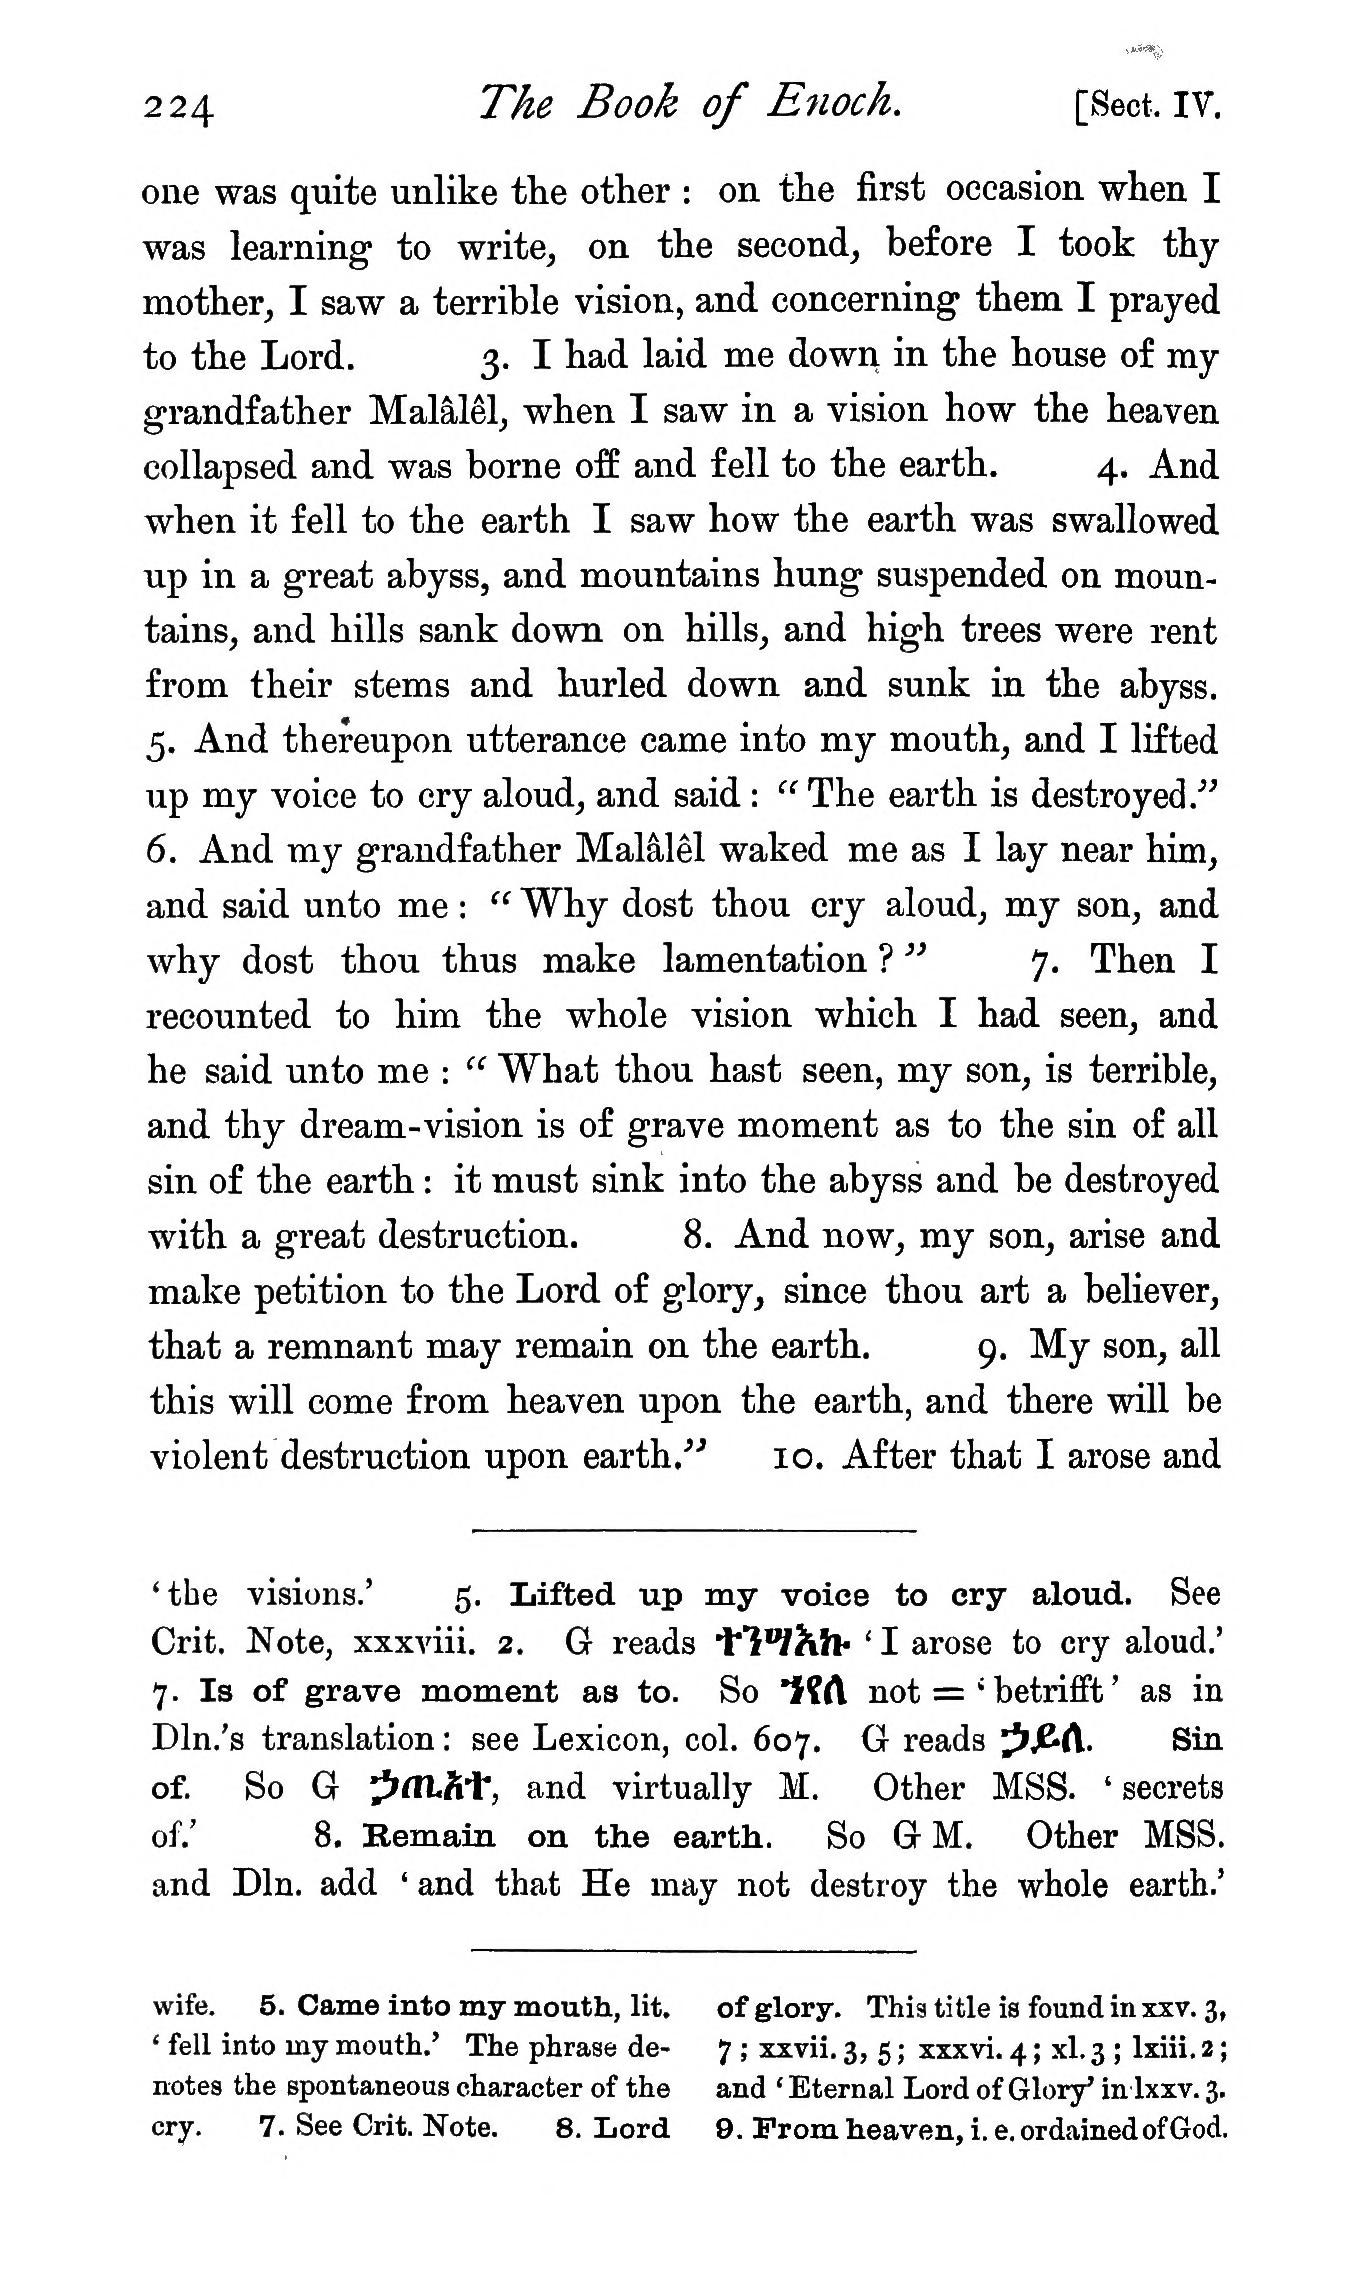 224 The Book of Enoch. [Sect. IV.
one was quite unlike the other : on the first occasion when I
was learning to write, on the second, before I took thy
mother, I saw a terrible vision, and concerning them I prayed
to the Lord. 3. I had laid me down in the house of my
grandfather Malâlêl, when I saw in a vision how the heaven
collapsed and was borne off and fell to the earth. 4. And
when it fell to the earth I saw how the earth was swallowed
up in a great abyss, and mountains hung suspended on moun-
tains, and hills sank down on hills, and high trees were rent
from their stems and hurled down and sunk in the abyss.
5. And thereupon utterance came into my mouth, and I lifted
up my voice to cry aloud, and said : “ The earth is destroyed.”
6. And my grandfather Malâlêl waked me as I lay near him,
and said unto me : “ Why dost thou cry aloud, my son, and
why dost thou thus make lamentation ? ” 7. Then I
recounted to him the whole vision which I had seen, and
he said unto me : “ What thou hast seen, my son, is terrible,
and thy dream-vision is of grave moment as to the sin of all
sin of the earth : it must sink into the abyss and be destroyed
with a great destruction. 8. And now, my son, arise and
make petition to the Lord of glory, since thou art a believer,
that a remnant may remain on the earth. 9. My son, all
this will come from heaven upon the earth, and there will be
violent destruction upon earth.” 10. After that I arose and
‘ the visions.’ 5. Lifted up my voice to cry aloud. See
Crit. Note, xxxviii. 2. G reads ተንሣእኩ ‘ I arose to cry aloud.’
7. Is of grave moment as to. So ኀየለ not = ‘ betrifft ’ as in
Dln.’s translation : see Lexicon, col. 607. G reads ኃይለ. Sin
of. So G ኃጢአተ, and virtually M. Other MSS. ‘ secrets
of.’ 8. Remain on the earth. So G M. Other MSS.
and Dln. add ‘ and that He may not destroy the whole earth.’
wife. 5. Came into my mouth, lit.
‘ fell into my mouth.’ The phrase de-
notes the spontaneous character of the
cry. 7. See Crit. Note. 8. Lord
of glory. This title is found in xxv. 3,
7 ; xxvii. 3, 5 ; xxxvi. 4 ; xl. 3 ; lxiii. 2 ;
and ‘ Eternal Lord of Glory’ in lxxv. 3.
9. From heaven, i. e. ordained of God.